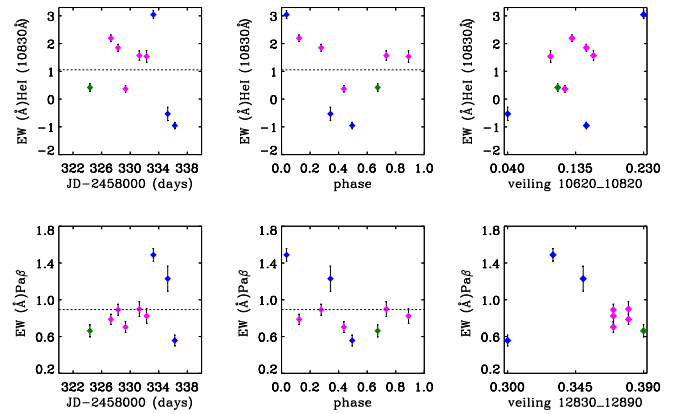 3
2
1
0
−1
−2
EW (Å)HeI (10830Å)
322 326 330 334 338
JD−2458000 (days)
3
2
1
0
−1
−2
EW (Å)HeI (10830Å)
0.0 0.2 0.4 0.6 0.8 1.0
phase
3
2
1
0
−1
−2
EW (Å)HeI (10830Å)
0.040 0.135 0.230
veiling 10620_10820
1.8
1.4
1.0
0.6
0.2
EW (Å)Paβ
322 326 330 334 338
JD−2458000 (days)
1.8
1.4
1.0
0.6
0.2
EW (Å)Paβ
0.0 0.2 0.4 0.6 0.8 1.0
phase
1.8
1.4
1.0
0.6
0.2
EW (Å)Paβ
0.300 0.345 0.390
veiling 12830_12890